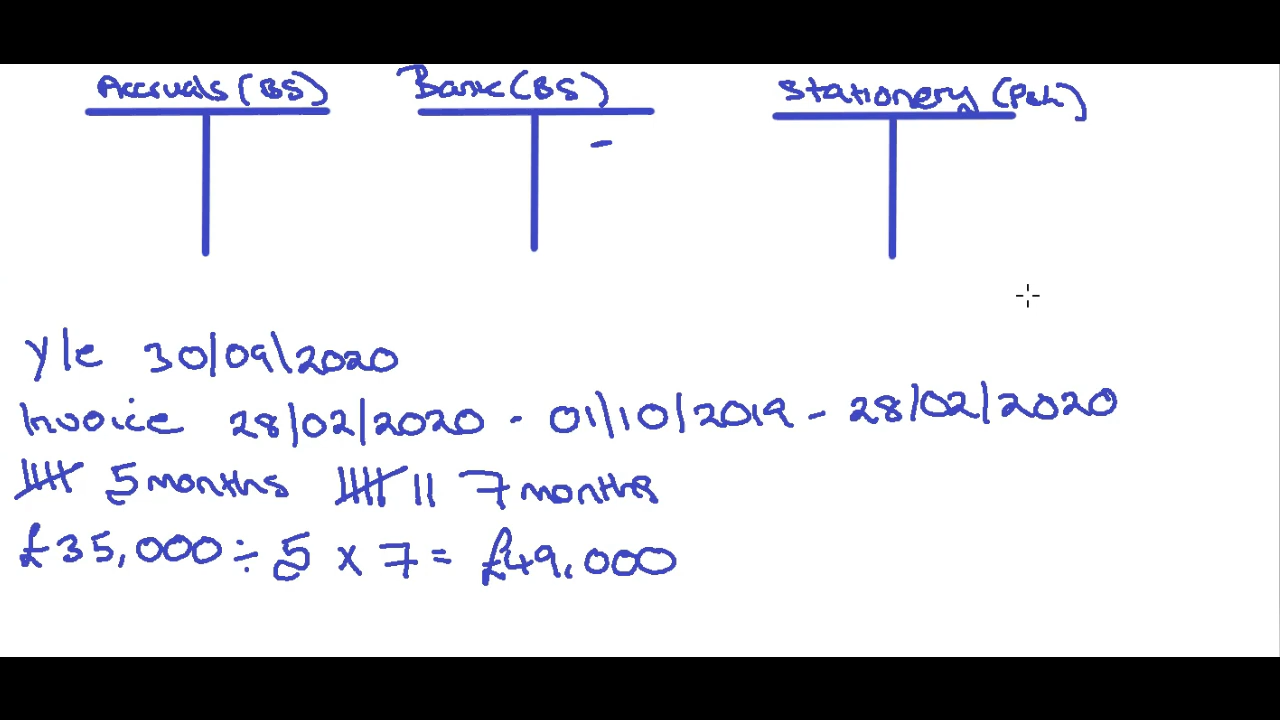 Accruals (BS) Bank (BS) Stationery (P&L)
-
Y/e 30/09/2020
Invoice 28/02/2020 - 01/10/2019 - 28/02/2020
5 months 7 months
£35,000 ÷ 5 x 7 = £49,000